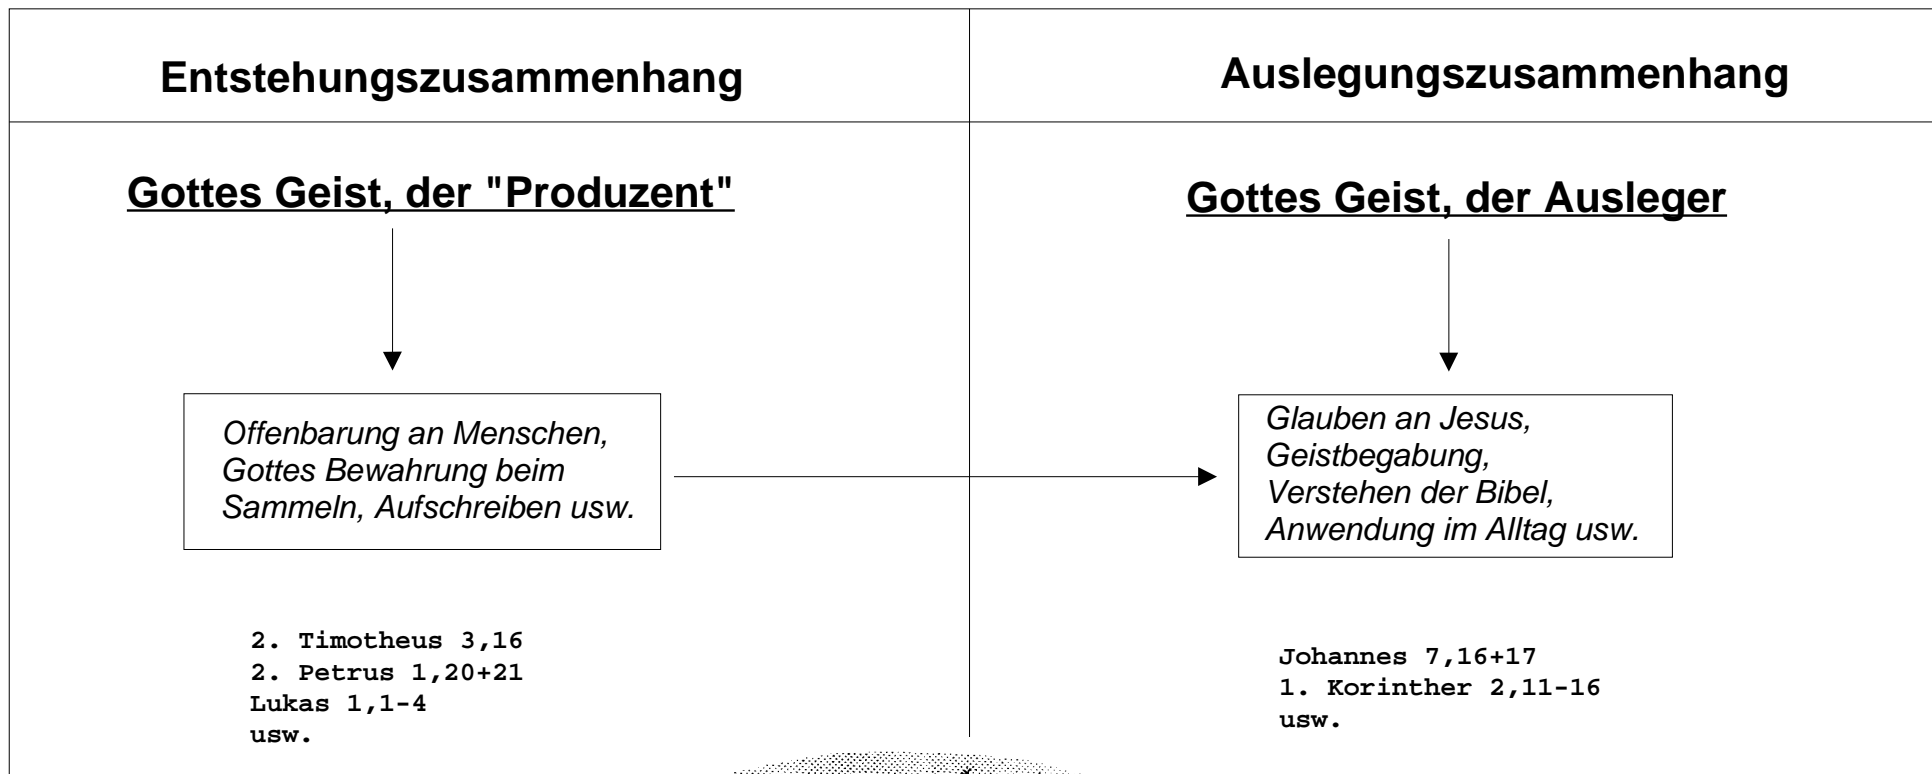 Entstehungszusammenhang
Auslegungszusammenhang
Gottes Geist, der "Produzent"
Offenbarung an Menschen,
Gottes Bewahrung beim
Sammeln, Aufschreiben usw.
2. Timotheus 3,16
2. Petrus 1,20+21
Lukas 1,1-4
usw.
Gottes Geist, der Ausleger
Glauben an Jesus,
Geistbegabung,
Verstehen der Bibel,
Anwendung im Alltag usw.
Johannes 7,16+17
1. Korinther 2,11-16
usw.